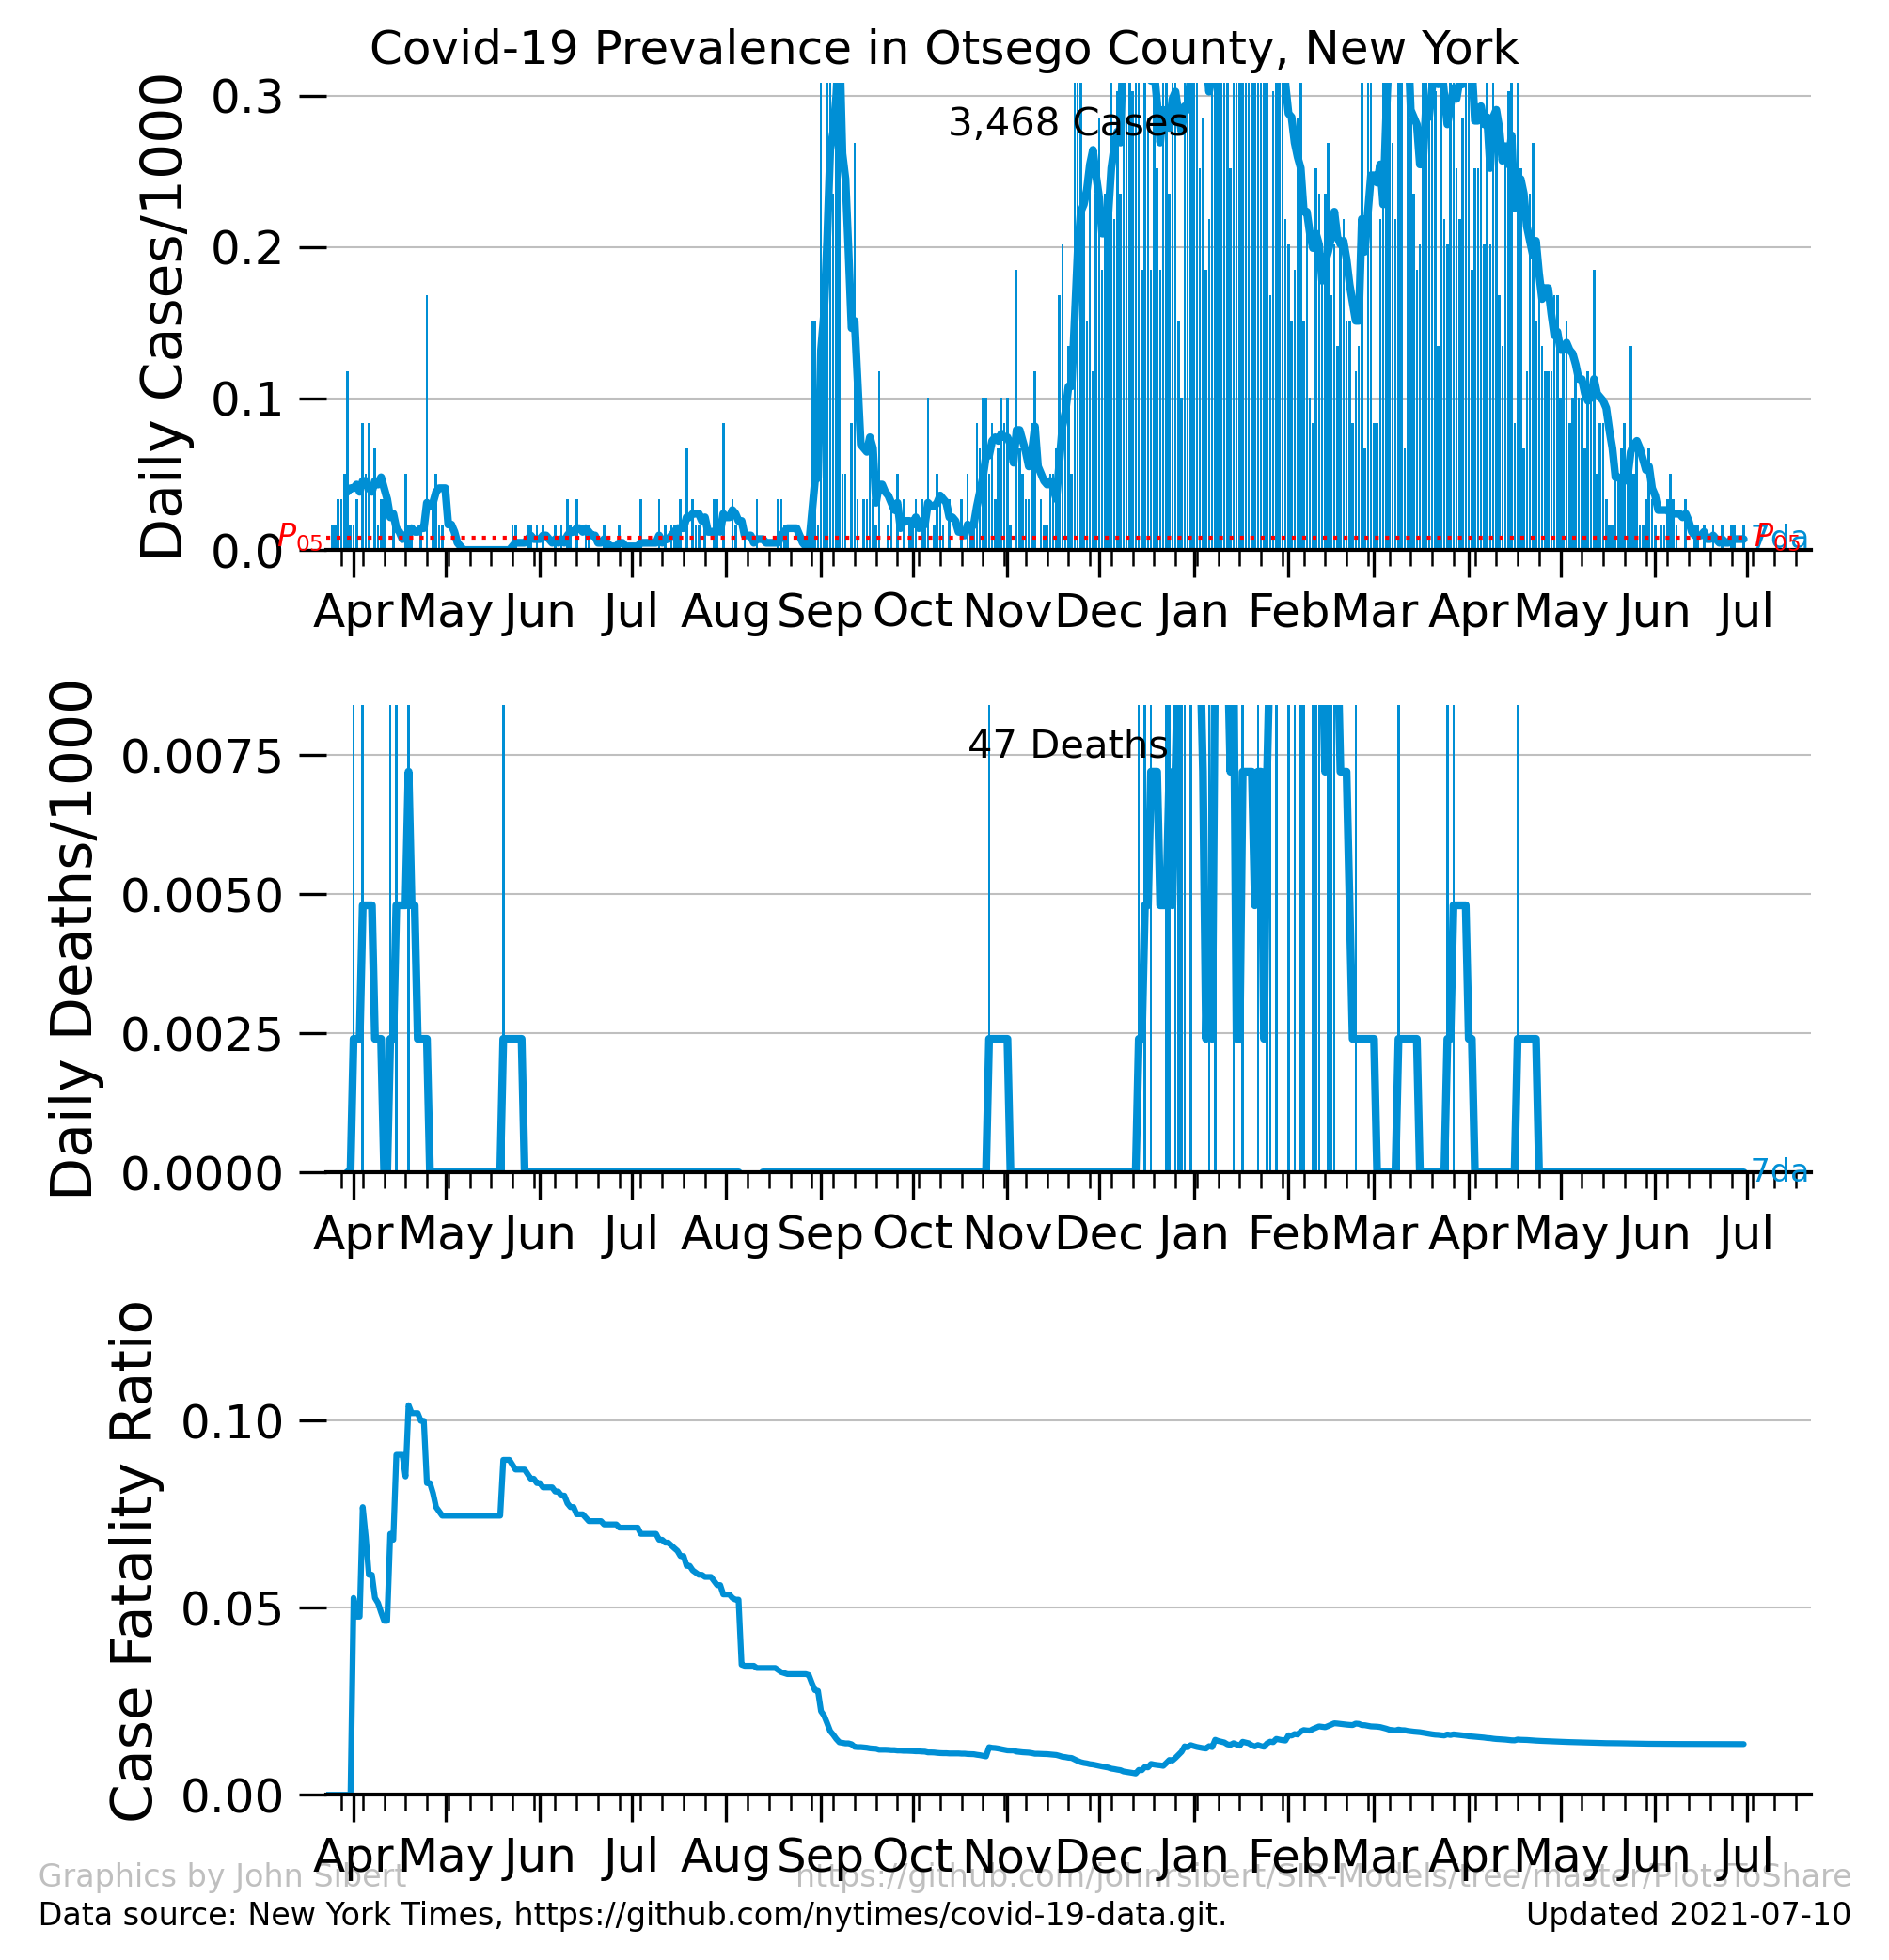 Covid-19 Prevalence in Otsego County, New York
Daily Cases/1000
0.3
0.2
0.1
0.0
3,468 Cases
P05
7da
P05
Apr May Jun Jul Aug Sep Oct Nov Dec Jan Feb Mar Apr May Jun Jul
Daily Deaths/1000
0.0075
0.0050
0.0025
0.0000
47 Deaths
7da
Apr May Jun Jul Aug Sep Oct Nov Dec Jan Feb Mar Apr May Jun Jul
Case Fatality Ratio
0.10
0.05
0.00
Apr May Jun Jul Aug Sep Oct Nov Dec Jan Feb Mar Apr May Jun Jul
Graphics by John Sibert
https://github.com/johnrsibert/SIR-Models/tree/master/PlotsToShare
Data source: New York Times, https://github.com/nytimes/covid-19-data.git.
Updated 2021-07-10